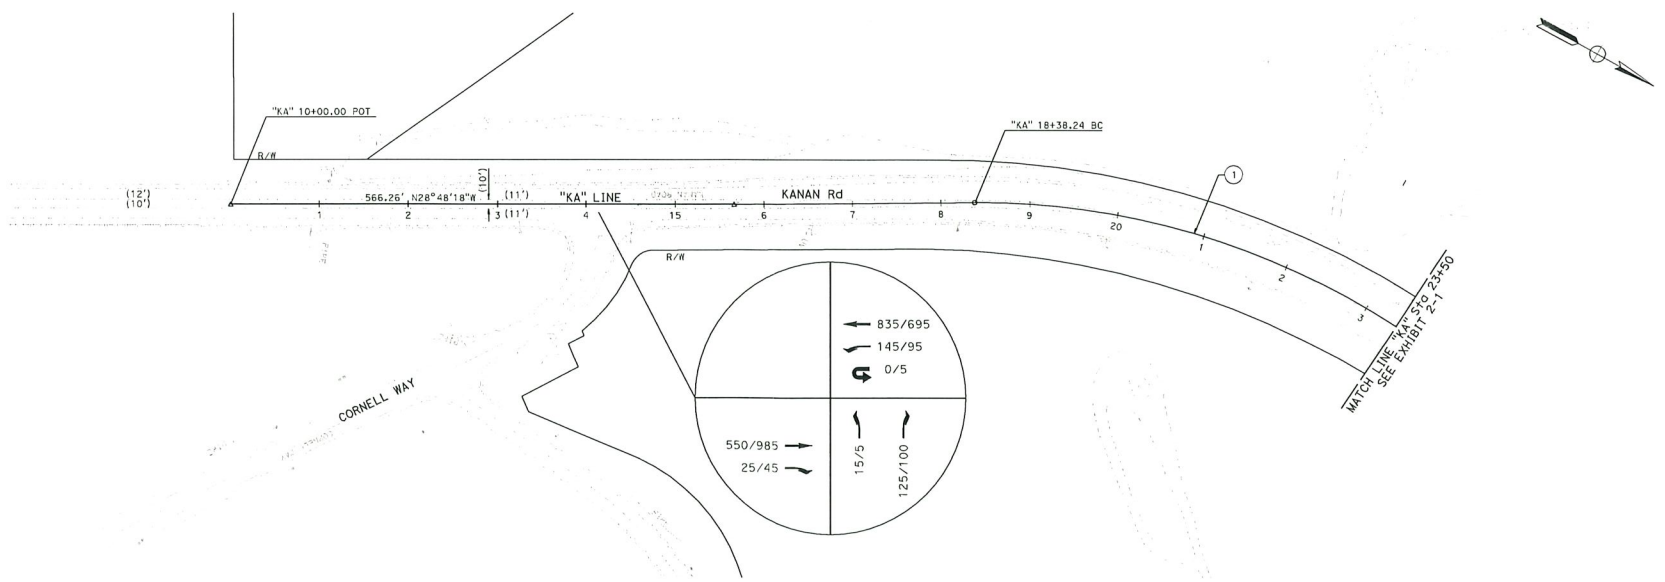 "KA" 10+00.00 POT
"KA" 18+38.24 BC
R/W
1
(12')
(10')
(10')
566.26' N28°48'18"W
(11')
(11')
"KA" LINE
KANAN Rd
1
2
3
4
15
6
7
8
9
20
1
2
3
R/W
MATCH LINE "KA" Sta 23+50
SEE EXHIBIT 2-1
CORNELL WAY
835/695
145/95
0/5
550/985
25/45
15/5
125/100